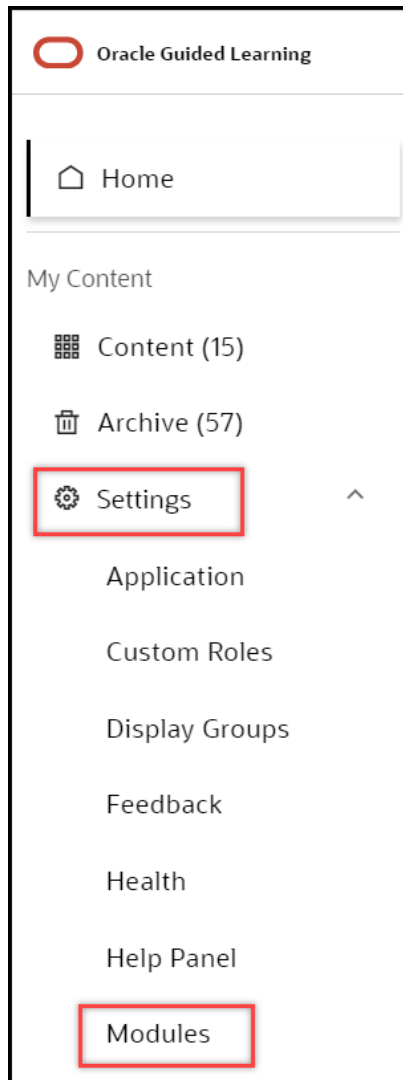 Oracle Guided Learning
Home
My Content
Content (15)
Archive (57)
Settings
Application
Custom Roles
Display Groups
Feedback
Health
Help Panel
Modules